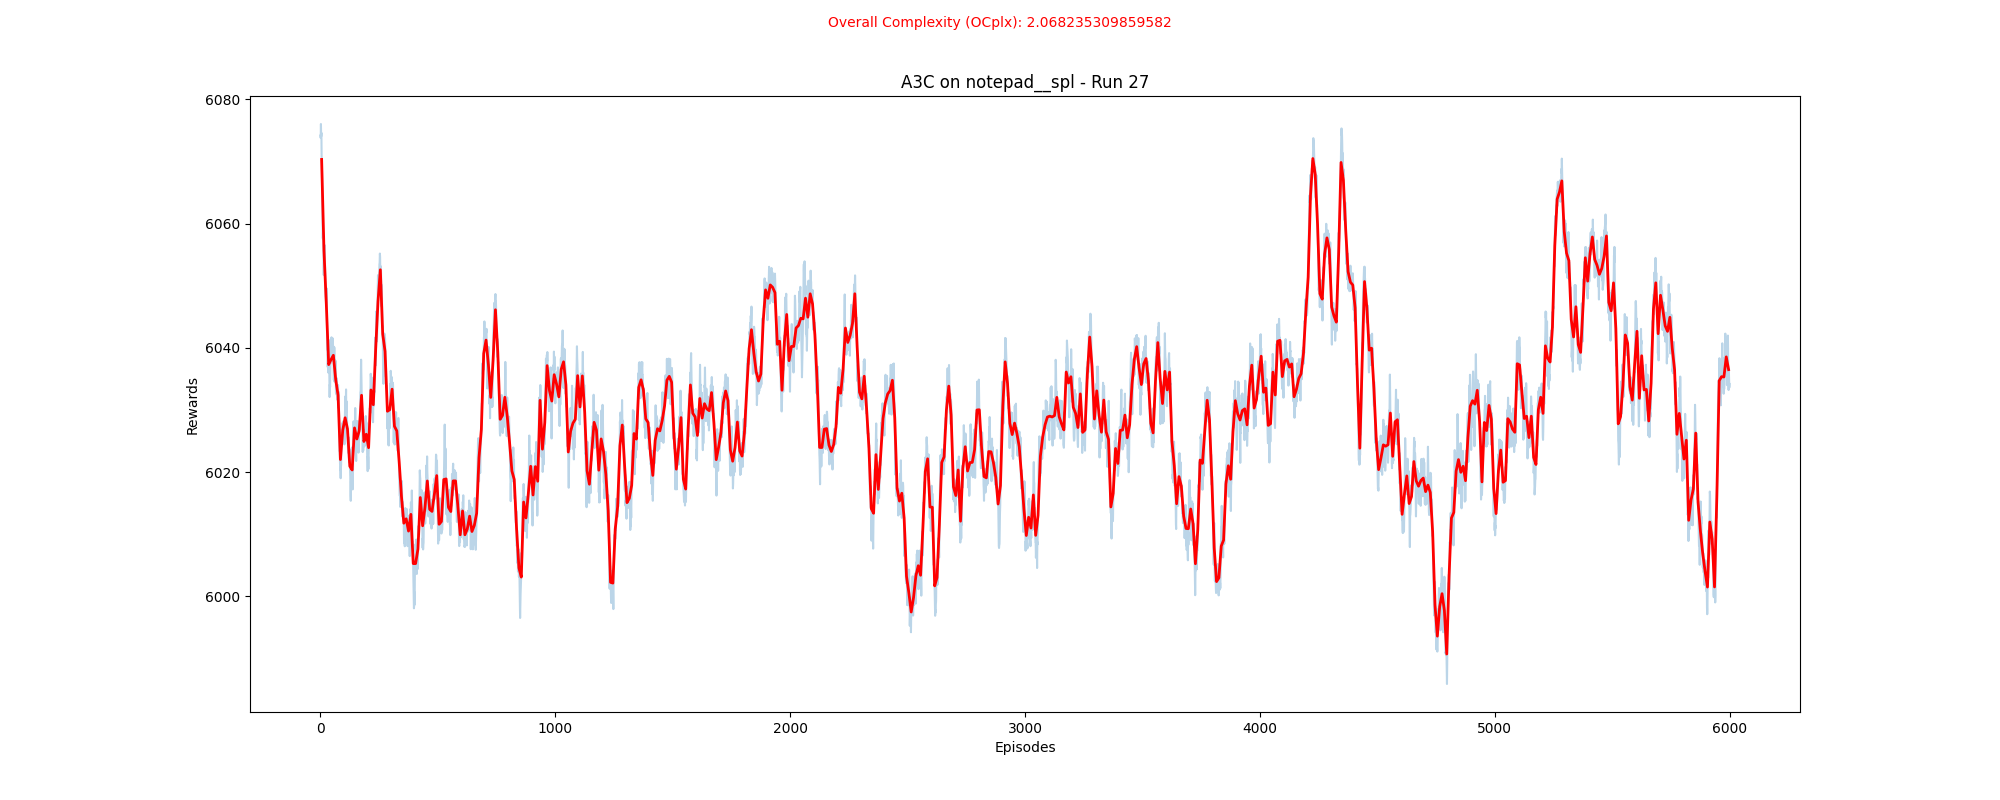 Overall Complexity (OCplx): 2.068235309859582
A3C on notepad__spl - Run 27
6080
6060
6040
6020
6000
Rewards
0 1000 2000 3000 4000 5000 6000
Episodes